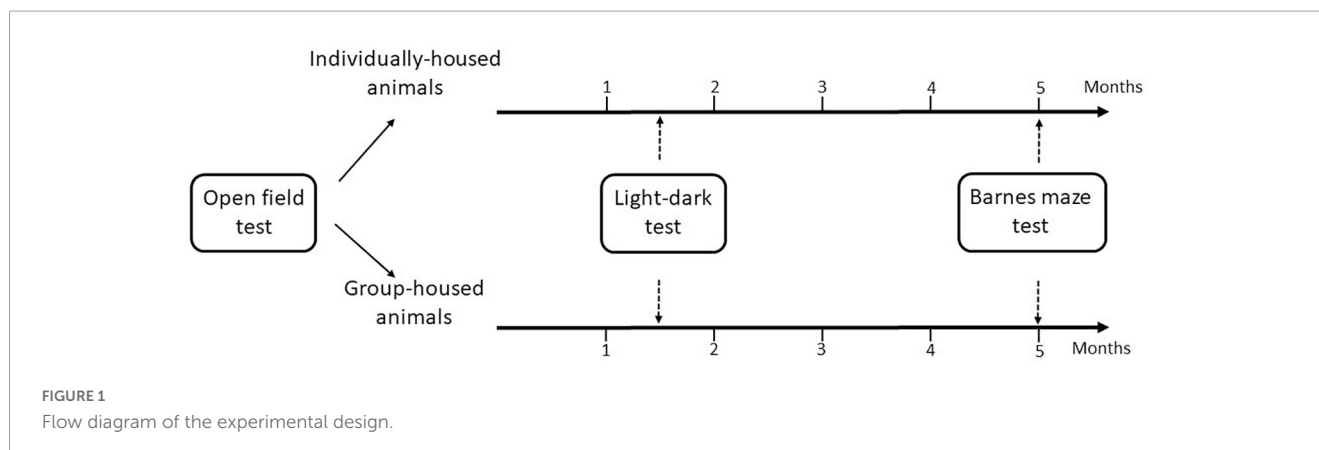 Individually-housed
animals
1 2 3 4 5 Months
Open field
test
Light-dark
test
Barnes maze
test
Group-housed
animals
1 2 3 4 5 Months
FIGURE 1
Flow diagram of the experimental design.